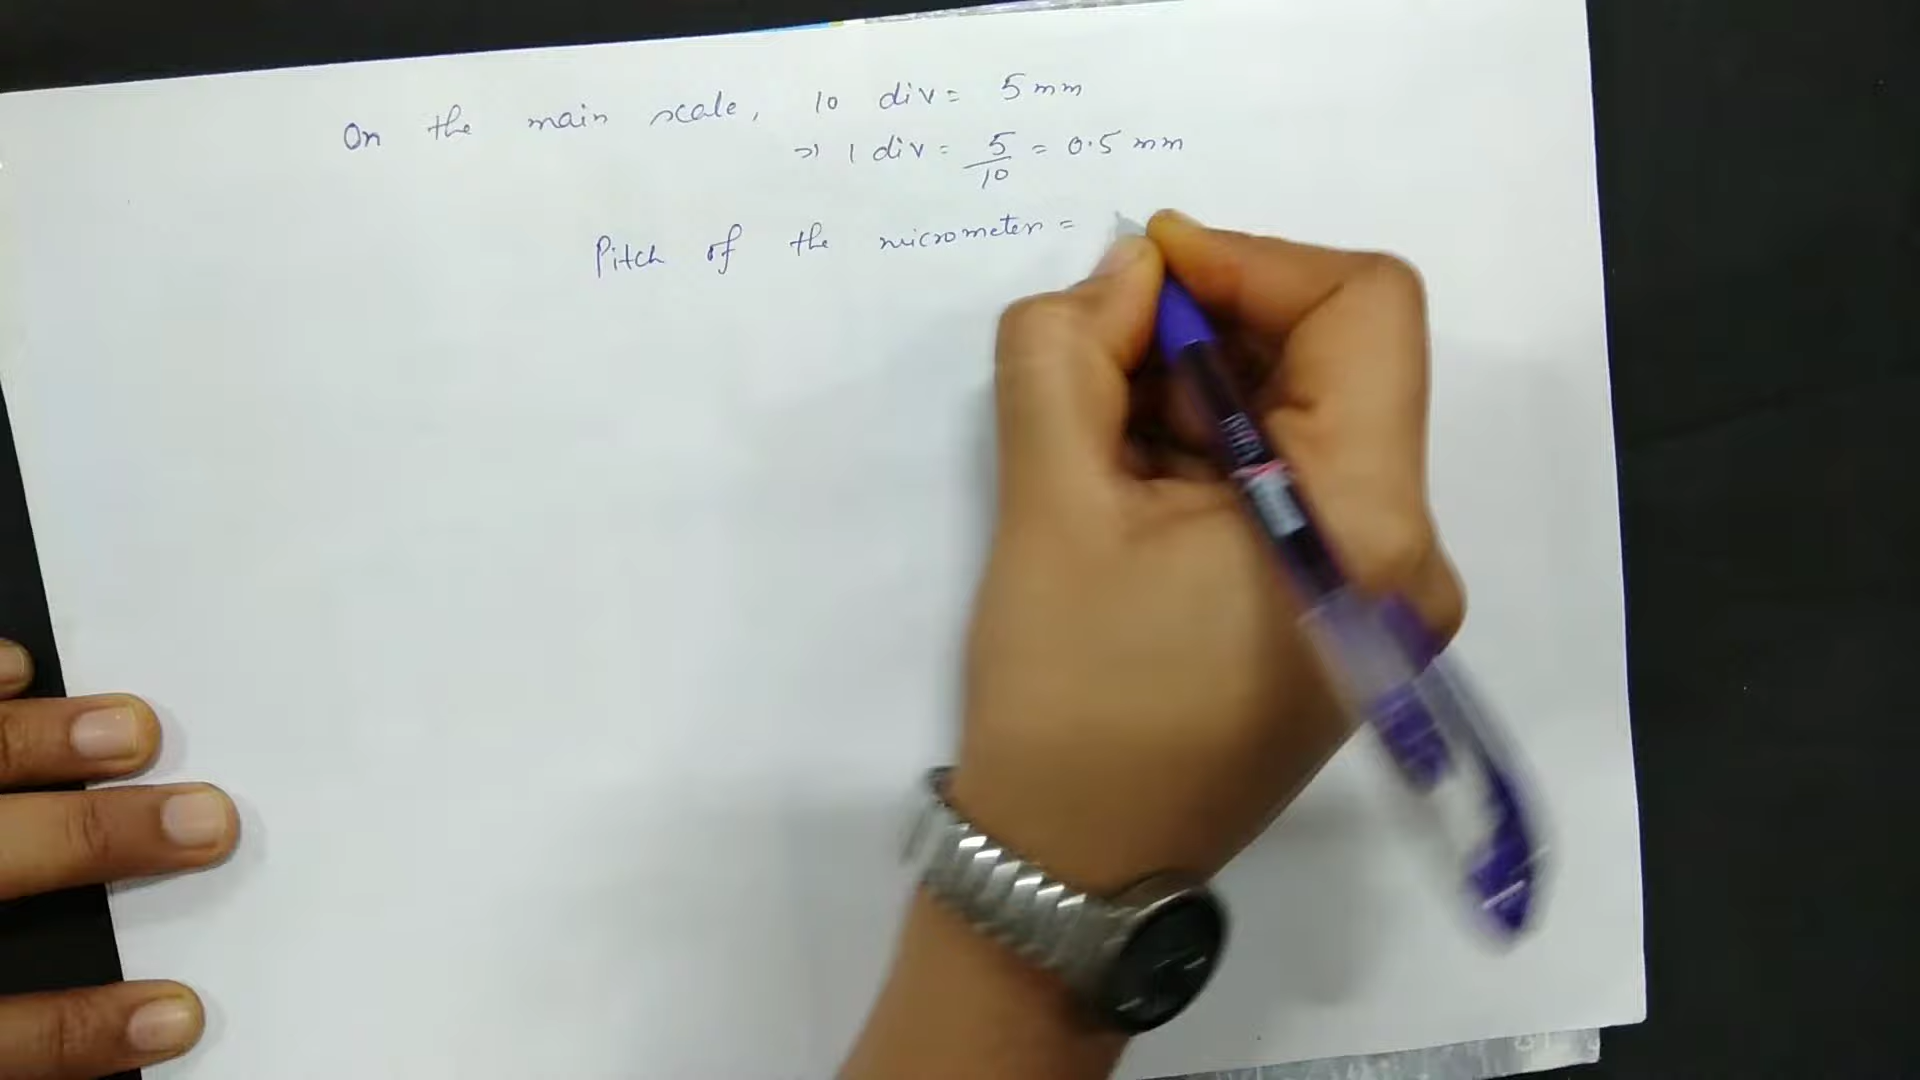 On the main scale, 10 div = 5 mm
⇒ 1 div = 5/10 = 0.5 mm
Pitch of the micrometer =